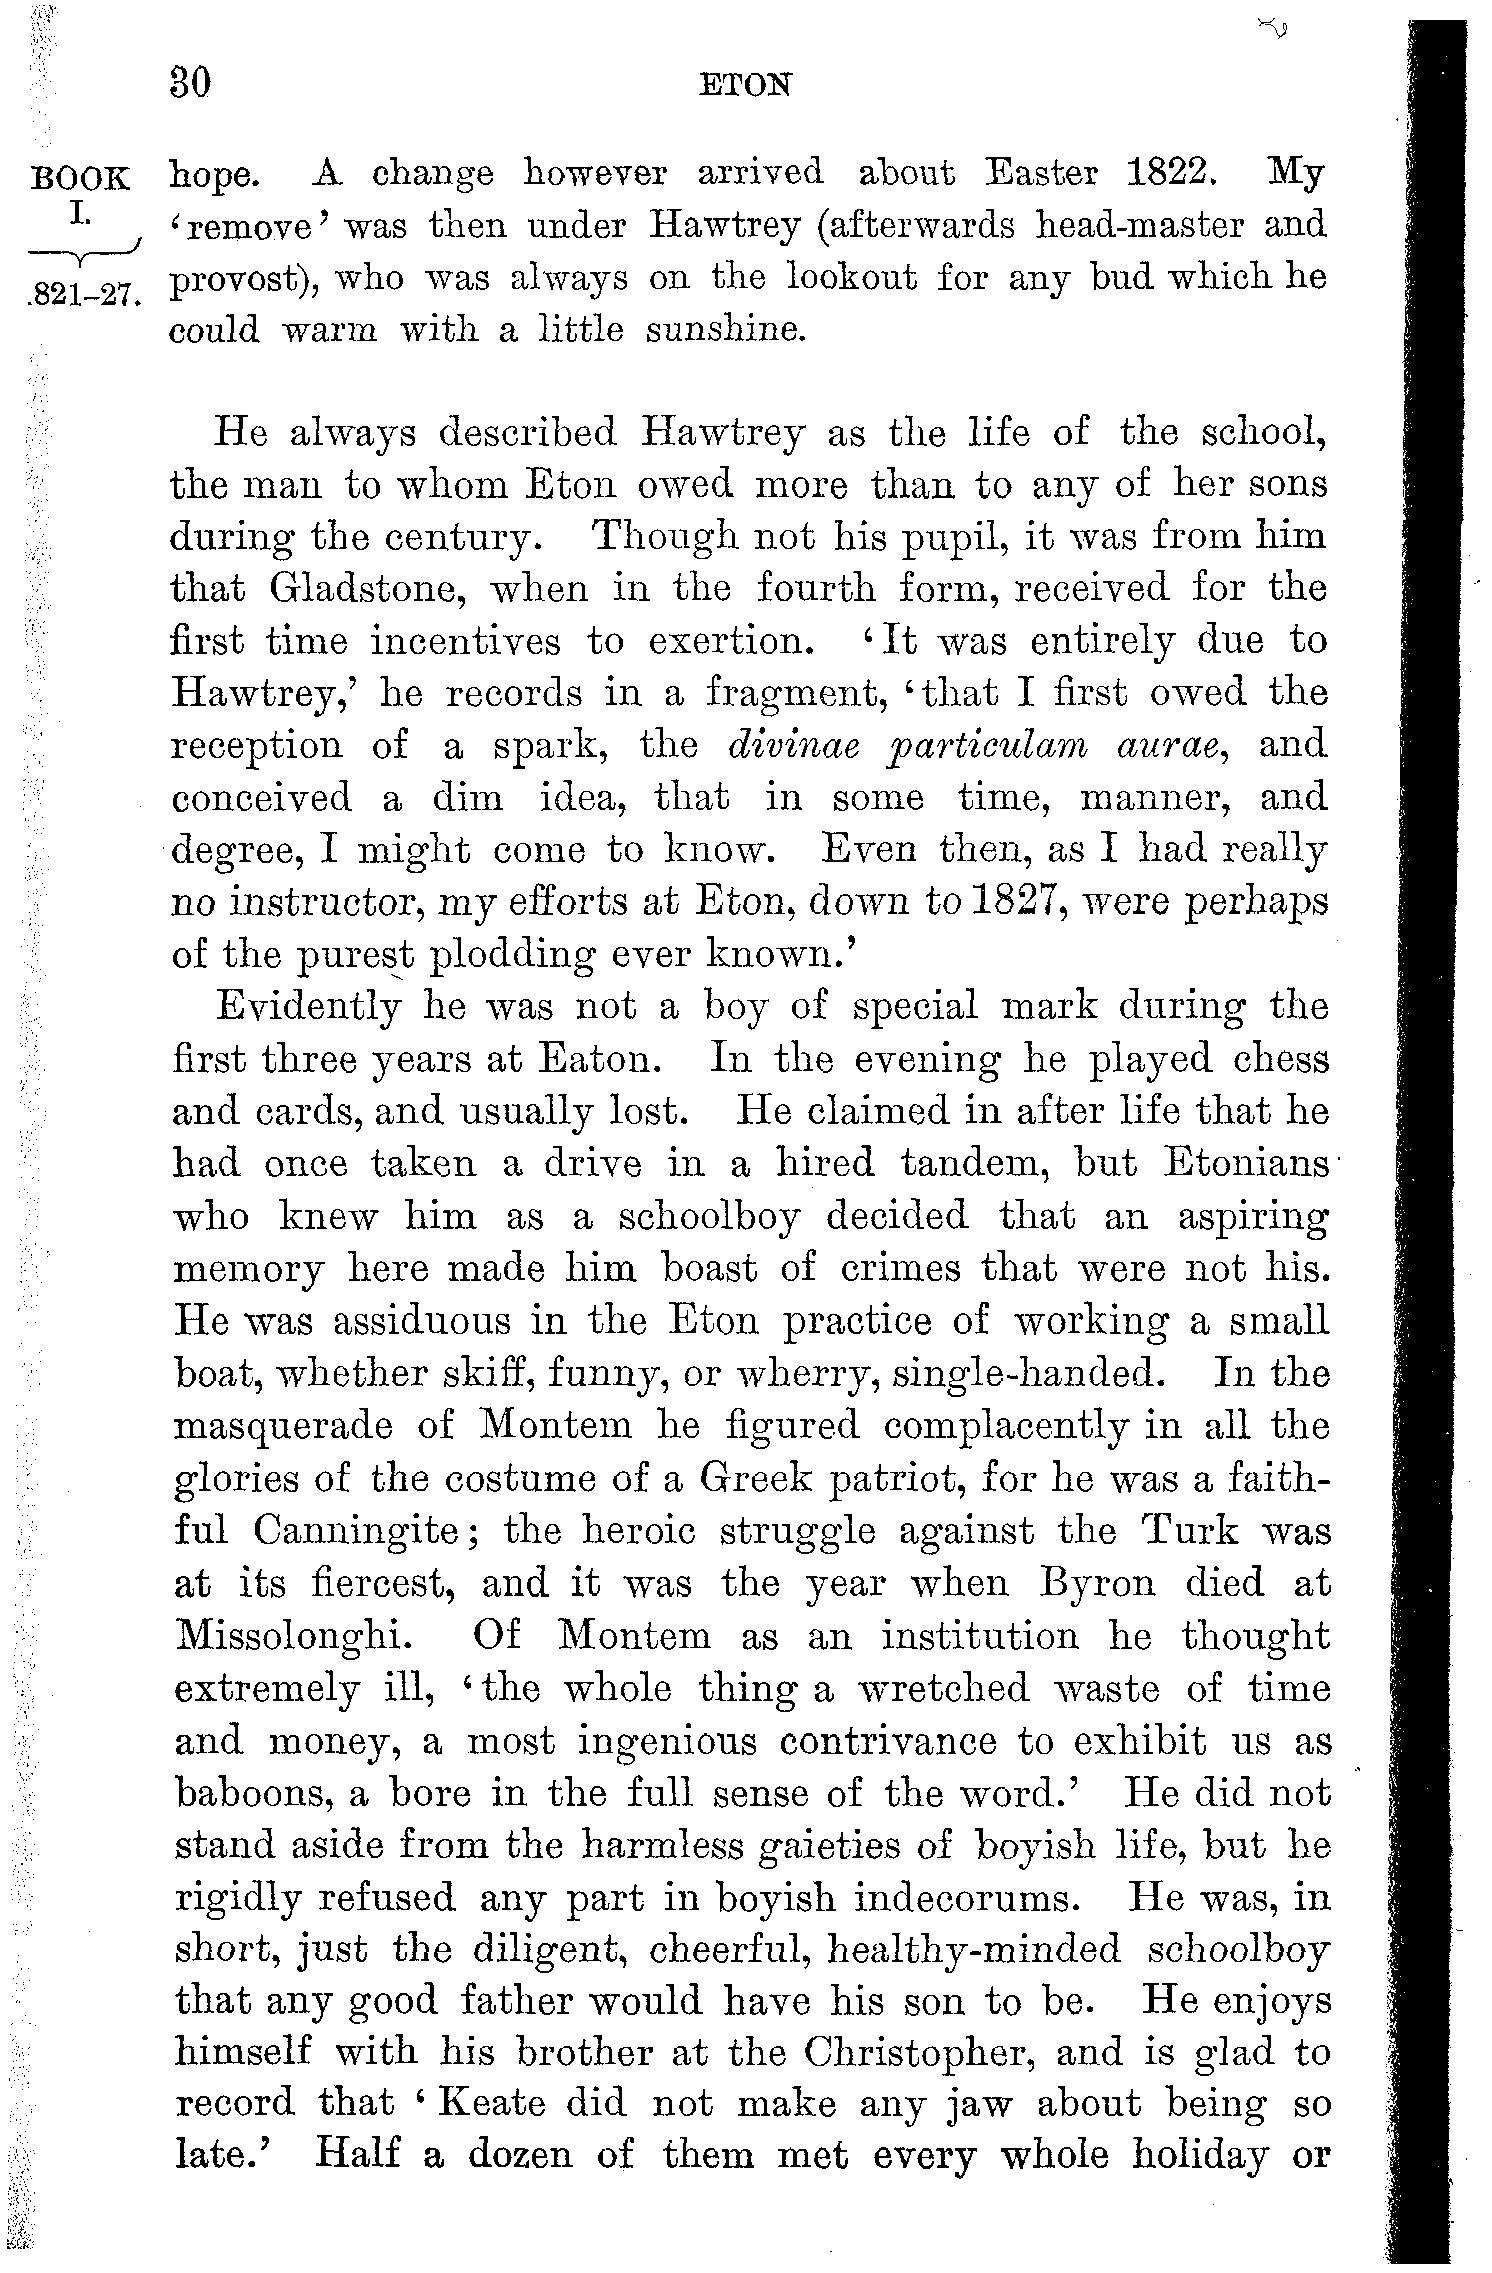 30 ETON
BOOK
I.
.821–27.
hope. A change however arrived about Easter 1822. My
‘remove’ was then under Hawtrey (afterwards head-master and
provost), who was always on the lookout for any bud which he
could warm with a little sunshine.
He always described Hawtrey as the life of the school,
the man to whom Eton owed more than to any of her sons
during the century. Though not his pupil, it was from him
that Gladstone, when in the fourth form, received for the
first time incentives to exertion. ‘It was entirely due to
Hawtrey,’ he records in a fragment, ‘that I first owed the
reception of a spark, the divinae particulam aurae, and
conceived a dim idea, that in some time, manner, and
degree, I might come to know. Even then, as I had really
no instructor, my efforts at Eton, down to 1827, were perhaps
of the purest plodding ever known.’
Evidently he was not a boy of special mark during the
first three years at Eaton. In the evening he played chess
and cards, and usually lost. He claimed in after life that he
had once taken a drive in a hired tandem, but Etonians
who knew him as a schoolboy decided that an aspiring
memory here made him boast of crimes that were not his.
He was assiduous in the Eton practice of working a small
boat, whether skiff, funny, or wherry, single-handed. In the
masquerade of Montem he figured complacently in all the
glories of the costume of a Greek patriot, for he was a faith-
ful Canningite; the heroic struggle against the Turk was
at its fiercest, and it was the year when Byron died at
Missolonghi. Of Montem as an institution he thought
extremely ill, ‘the whole thing a wretched waste of time
and money, a most ingenious contrivance to exhibit us as
baboons, a bore in the full sense of the word.’ He did not
stand aside from the harmless gaieties of boyish life, but he
rigidly refused any part in boyish indecorums. He was, in
short, just the diligent, cheerful, healthy-minded schoolboy
that any good father would have his son to be. He enjoys
himself with his brother at the Christopher, and is glad to
record that ‘Keate did not make any jaw about being so
late.’ Half a dozen of them met every whole holiday or